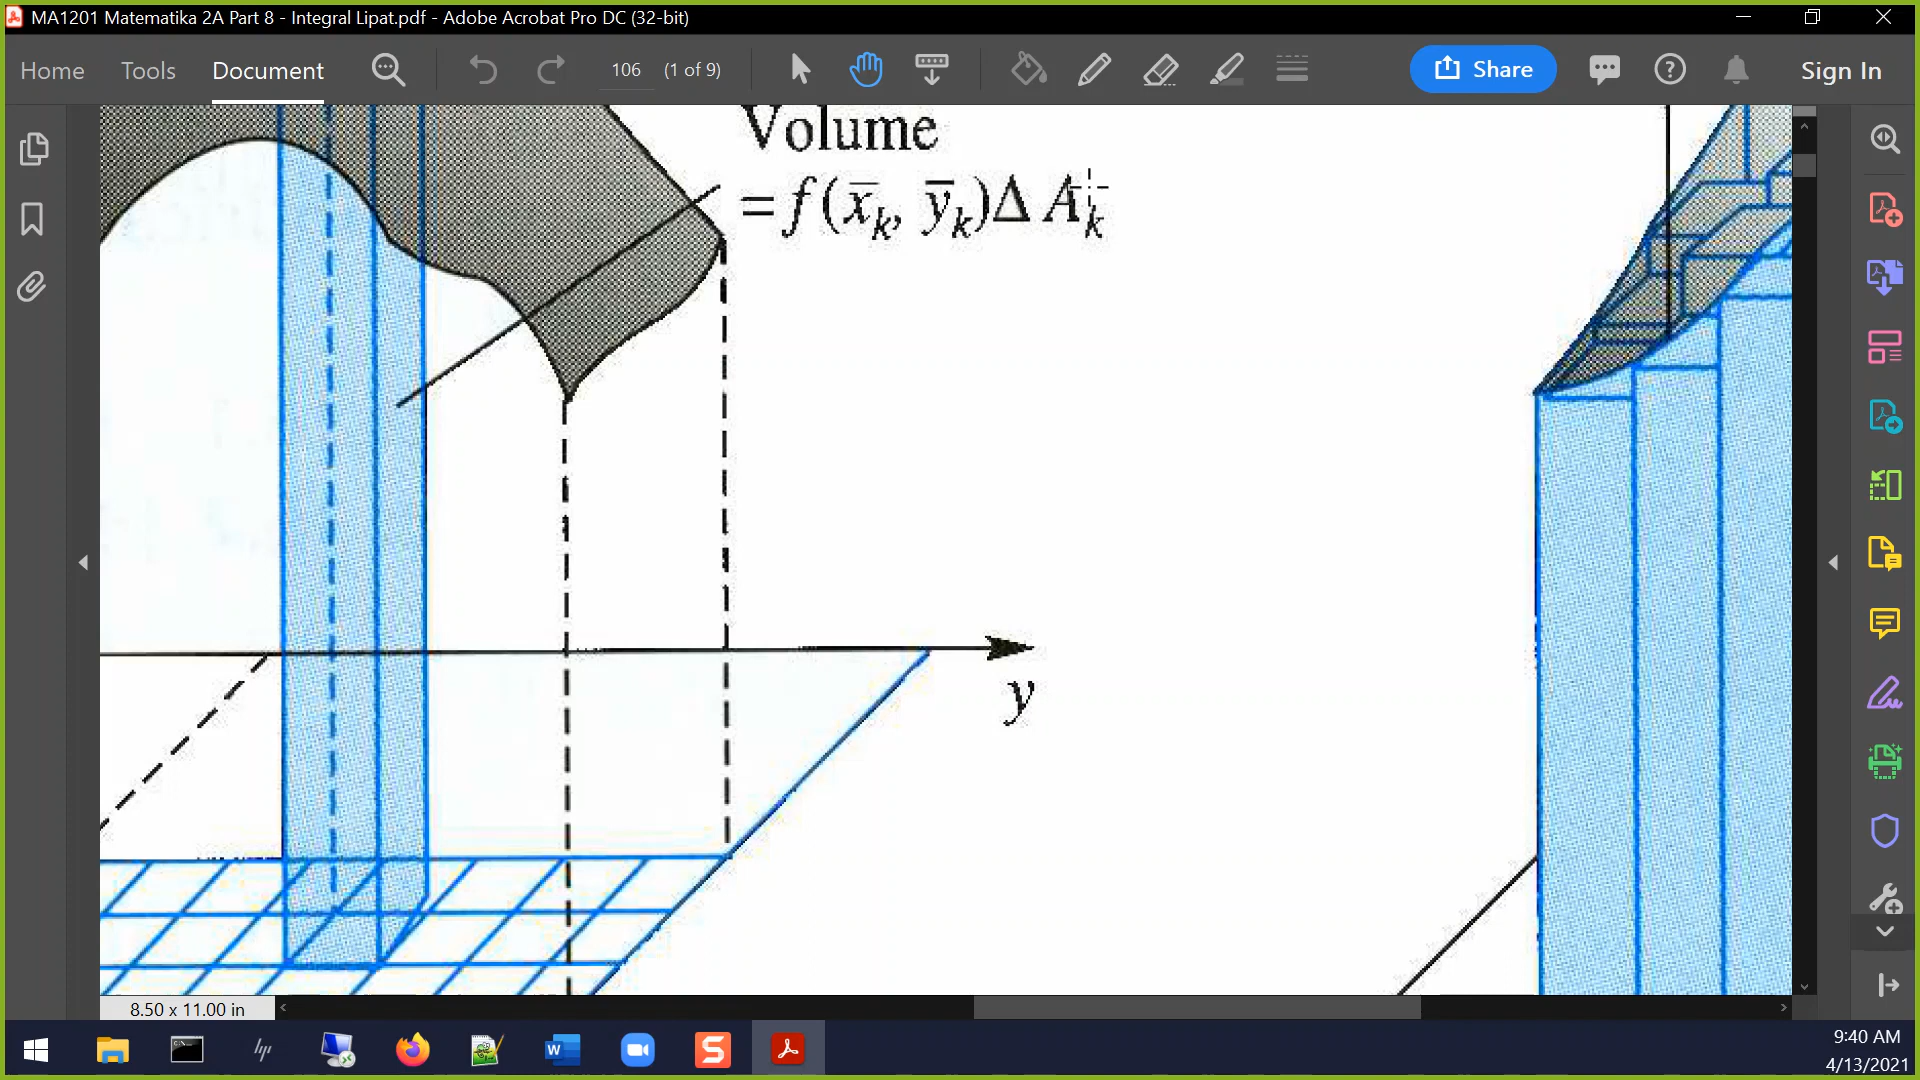 MA1201 Matematika 2A Part 8 - Integral Lipat.pdf - Adobe Acrobat Pro DC (32-bit)
Home Tools Document 106 (1 of 9) Share Sign In
Volume
= f(x̄ₖ, ȳₖ)Δ Aₖ
y
8.50 x 11.00 in
9:40 AM
4/13/2021